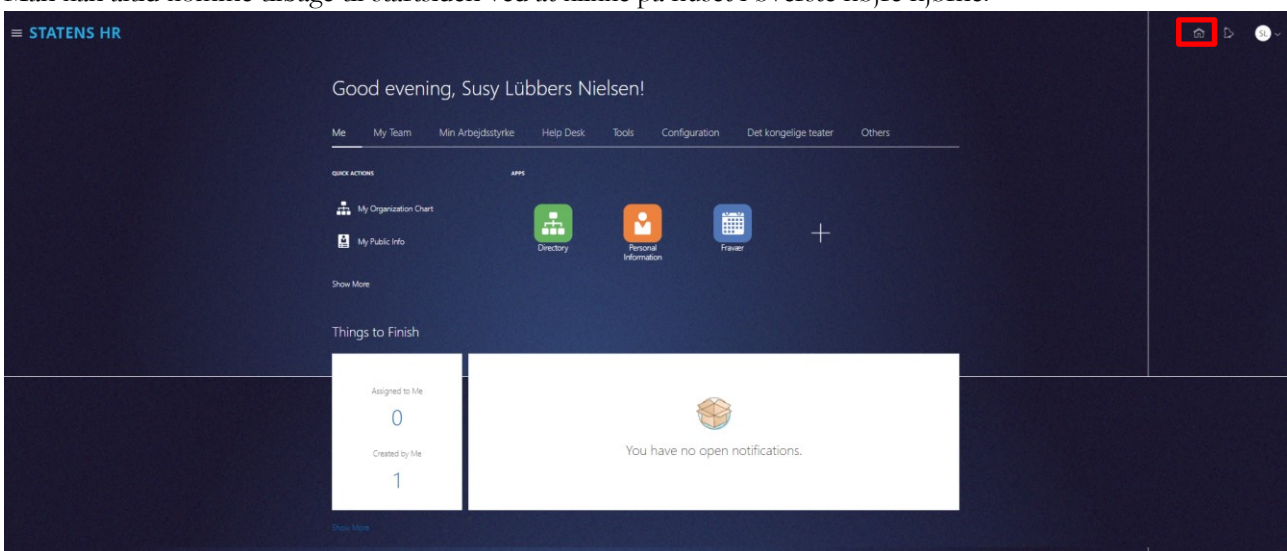 Man kan altid komme tilbage til startsiden ved at klikke på huset i øverste højre hjørne.
≡ STATENS HR
SL
Good evening, Susy Lübbers Nielsen!
Me My Team Min Arbejdsstyrke Help Desk Tools Configuration Det kongelige teater Others
QUICK ACTIONS APPS
My Organization Chart
My Public Info
Directory
Personal
Information
Fravær
Show More
Things to Finish
Assigned to Me
0
Created by Me
1
You have no open notifications.
Show More